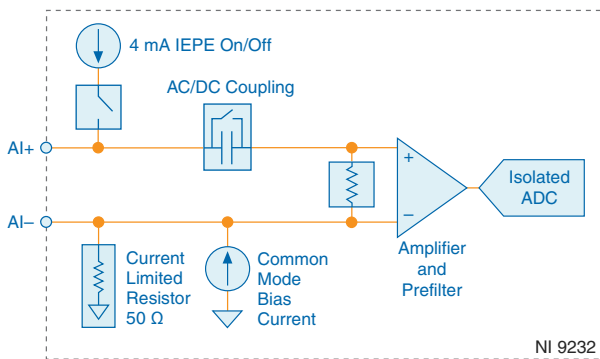 4 mA IEPE On/Off
AC/DC Coupling
AI+
+
Isolated
ADC
AI–
–
Amplifier
and
Prefilter
Current
Limited
Resistor
50 Ω
Common
Mode
Bias
Current
NI 9232